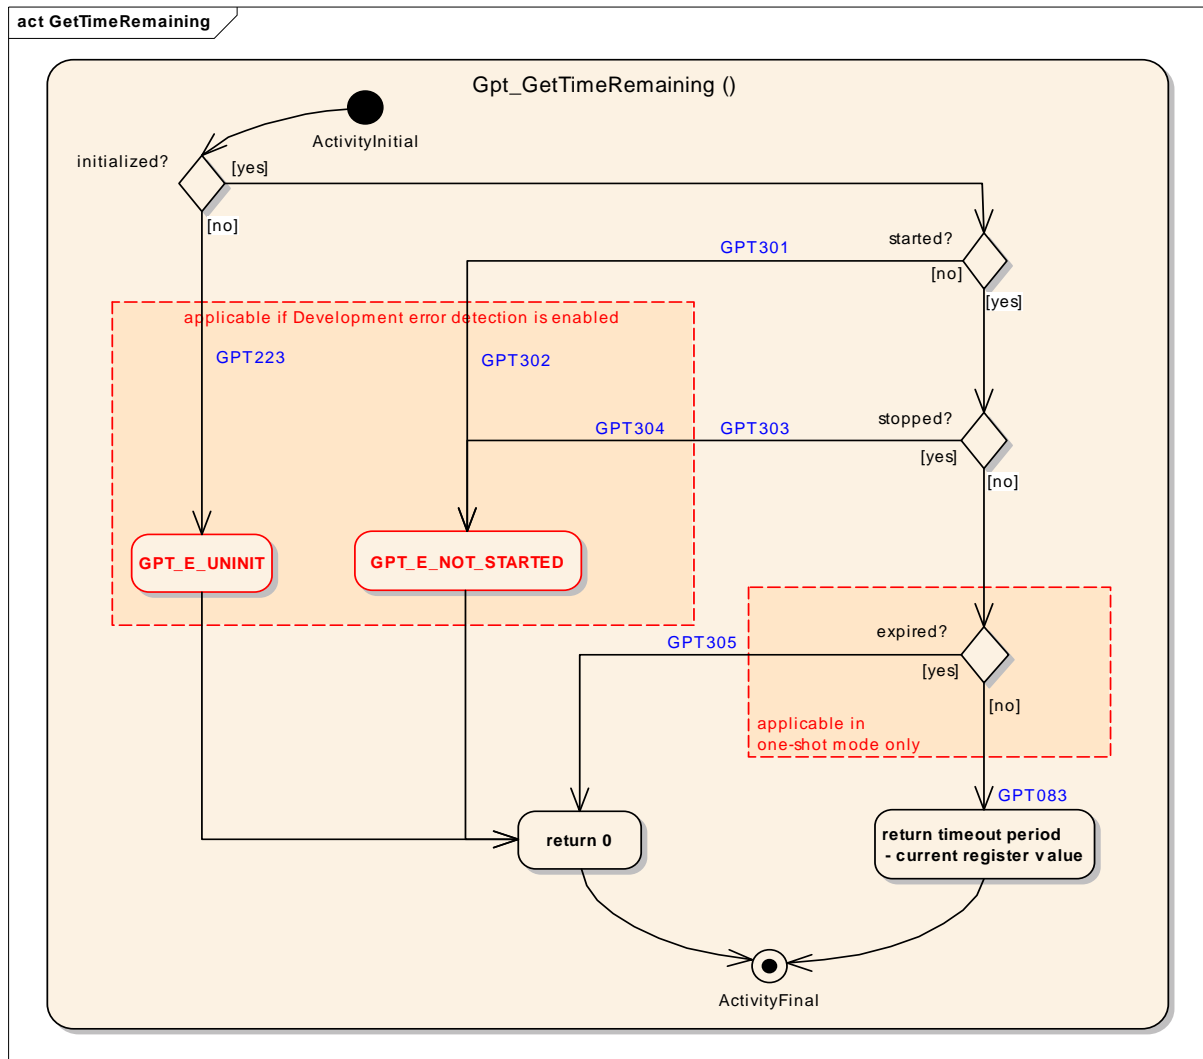 act GetTimeRemaining
Gpt_GetTimeRemaining ()
ActivityInitial
initialized?
[yes]
[no]
started?
GPT301
[no]
[yes]
applicable if Development error detection is enabled
GPT223
GPT302
stopped?
GPT304
GPT303
[yes]
[no]
GPT_E_UNINIT
GPT_E_NOT_STARTED
expired?
GPT305
[yes]
[no]
applicable in
one-shot mode only
GPT083
return 0
return timeout period
- current register value
ActivityFinal